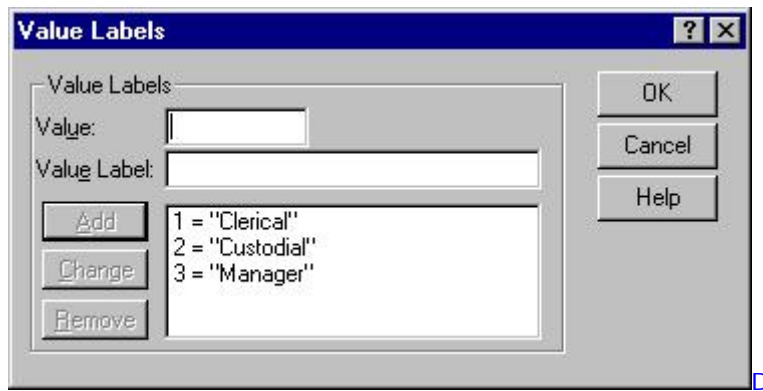 Value Labels
Value Labels
Value:
Value Label:
Add
Change
Remove
1 = "Clerical"
2 = "Custodial"
3 = "Manager"
OK
Cancel
Help